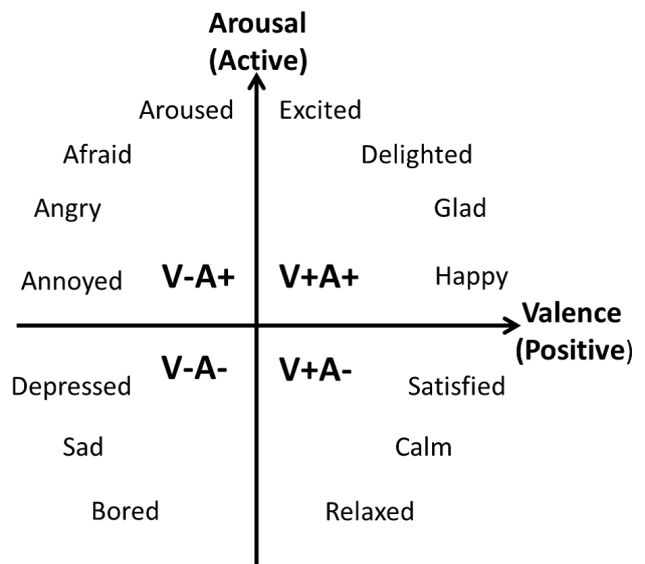 Arousal
(Active)
Aroused Excited
Afraid Delighted
Angry Glad
Annoyed V-A+ V+A+ Happy
Valence
(Positive)
V-A- V+A-
Depressed Satisfied
Sad Calm
Bored Relaxed